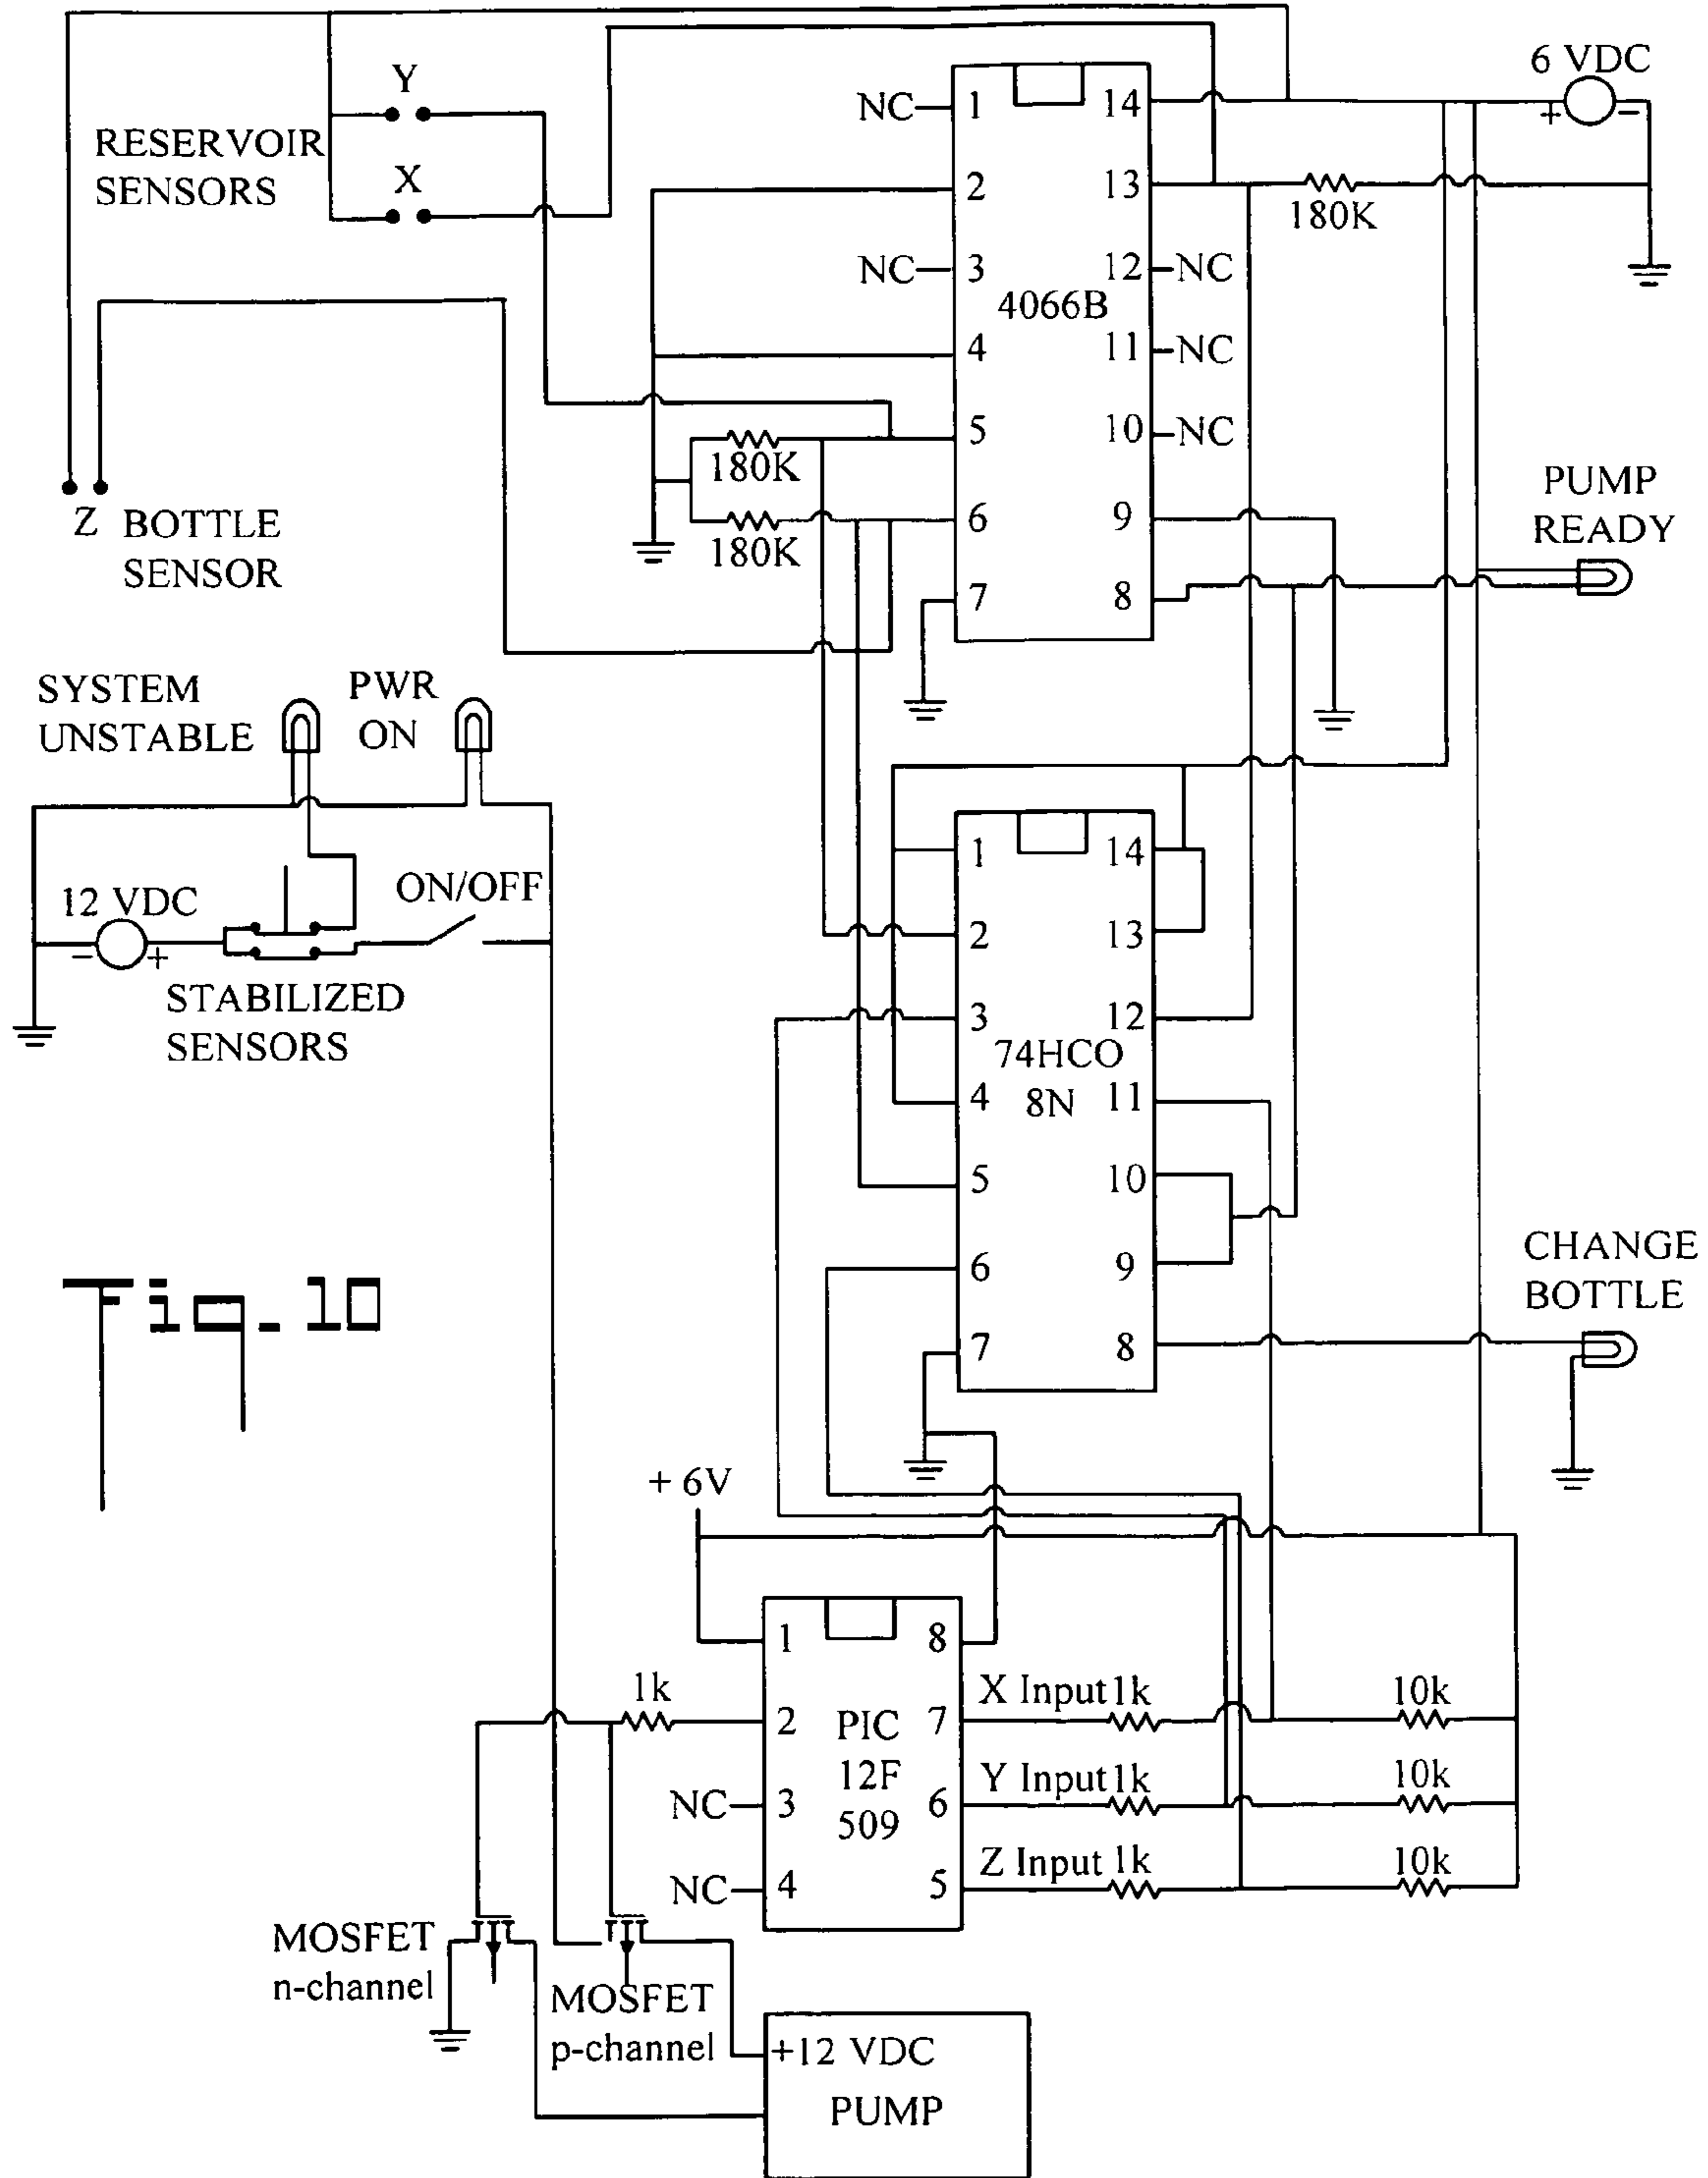 Y
RESERVOIR
SENSORS
X
Z BOTTLE
SENSOR
NC 1
2
NC 3
4
5
6
7
14
13
12 NC
11 NC
10 NC
9
8
4066B
6 VDC
+ -
180K
180K
180K
PUMP
READY
SYSTEM
UNSTABLE
PWR
ON
12 VDC
- +
ON/OFF
STABILIZED
SENSORS
1
2
3
4
5
6
7
14
13
12
11
10
9
8
74HCO
8N
CHANGE
BOTTLE
Fig. 10
+ 6V
1
2
NC 3
NC 4
8
7
6
5
PIC
12F
509
1k
X Input 1k
10k
Y Input 1k
10k
Z Input 1k
10k
MOSFET
n-channel
MOSFET
p-channel
+12 VDC
PUMP